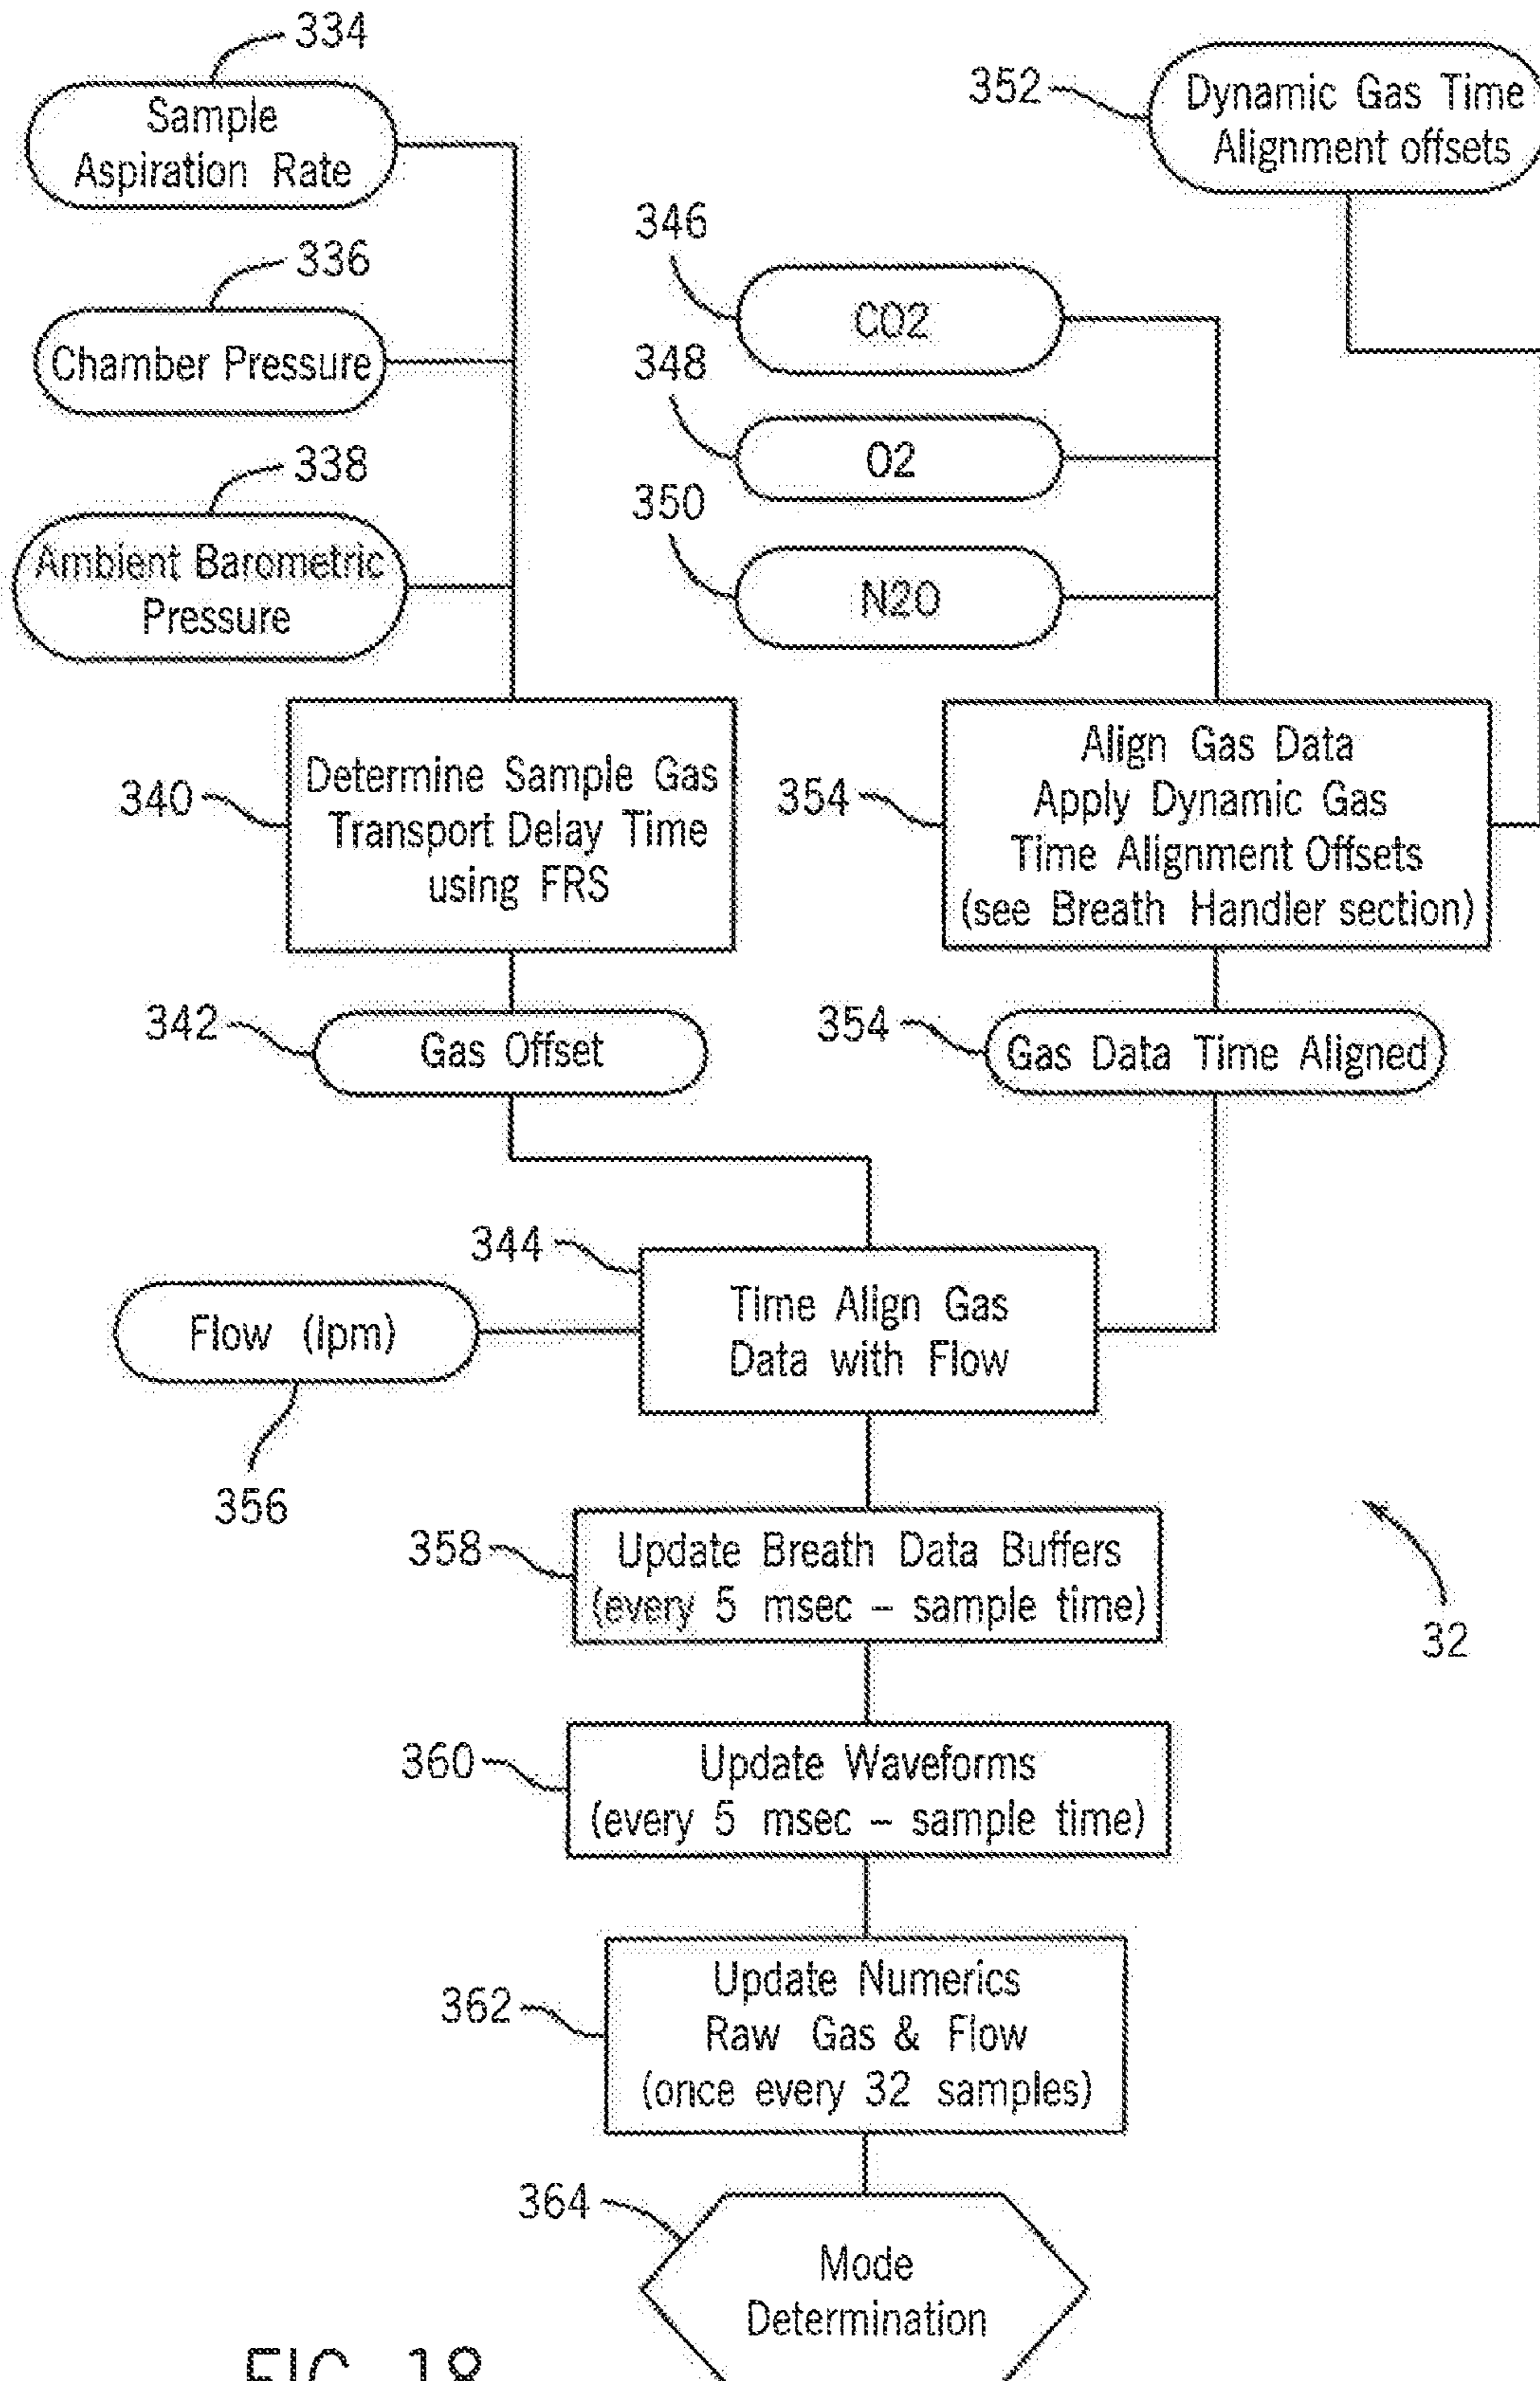 334
Sample
Aspiration Rate
352
Dynamic Gas Time
Alignment offsets
336
Chamber Pressure
346
CO2
348
O2
338
Ambient Barometric
Pressure
350
N2O
340
Determine Sample Gas
Transport Delay Time
using FRS
354
Align Gas Data
Apply Dynamic Gas
Time Alignment Offsets
(see Breath Handler section)
342
Gas Offset
354
Gas Data Time Aligned
344
Time Align Gas
Data with Flow
Flow (lpm)
356
358
Update Breath Data Buffers
(every 5 msec – sample time)
32
360
Update Waveforms
(every 5 msec – sample time)
362
Update Numerics
Raw Gas & Flow
(once every 32 samples)
364
Mode
Determination
FIG. 18